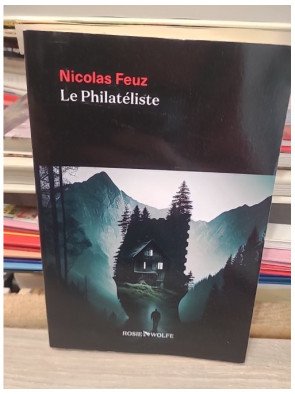 Nicolas Feuz
Le Philatéliste
ROSIE & WOLFE